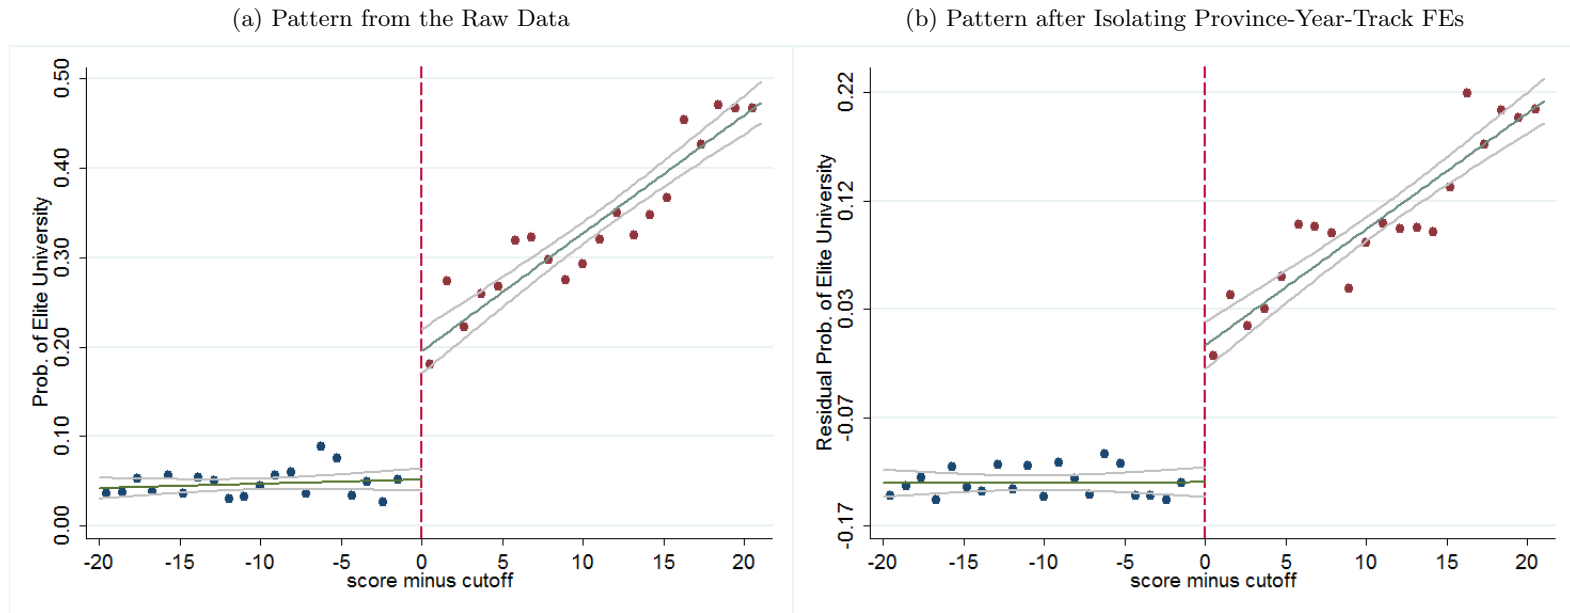 (a) Pattern from the Raw Data
Prob. of Elite University
0.50
0.40
0.30
0.20
0.10
0.00
-20 -15 -10 -5 0 5 10 15 20
score minus cutoff
(b) Pattern after Isolating Province-Year-Track FEs
Residual Prob. of Elite University
0.22
0.12
0.03
-0.07
-0.17
-20 -15 -10 -5 0 5 10 15 20
score minus cutoff